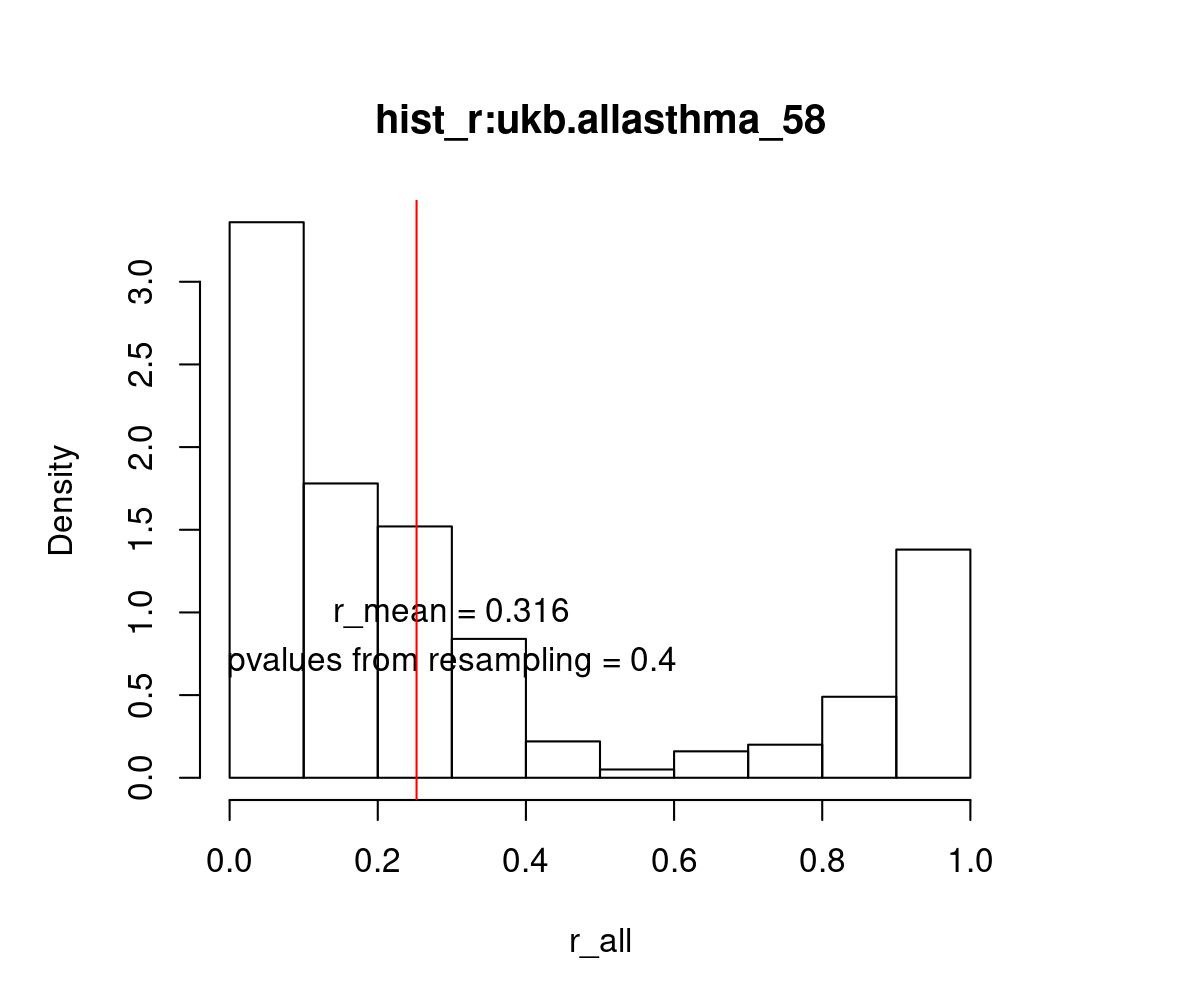 hist_r:ukb.allasthma_58
Density
3.0
2.5
2.0
1.5
1.0
0.5
0.0
r_mean = 0.316
pvalues from resampling = 0.4
0.0 0.2 0.4 0.6 0.8 1.0
r_all